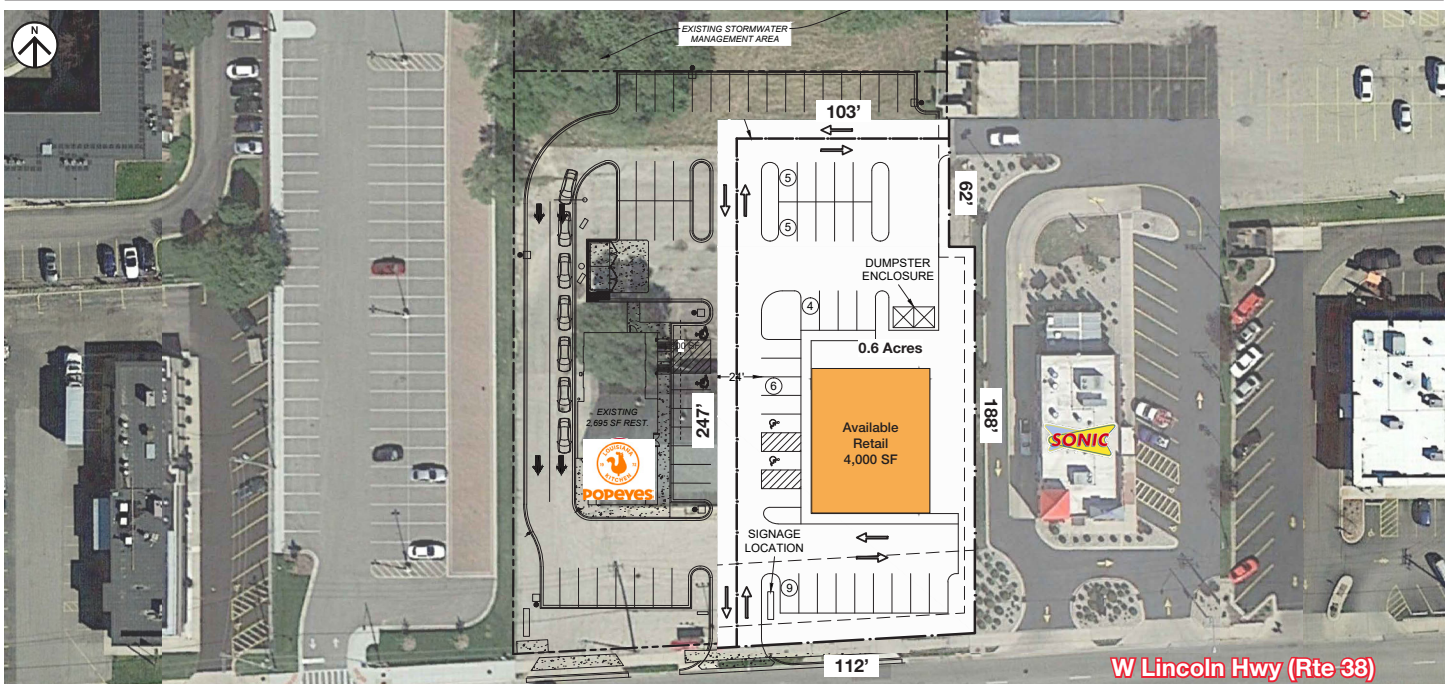 N
EXISTING STORMWATER
MANAGEMENT AREA
103'
5
5
62'
DUMPSTER
ENCLOSURE
4
0.6 Acres
24'
6
247'
188'
EXISTING
2,695 SF REST.
Available
Retail
4,000 SF
LOUISIANA
KITCHEN
POPEYES
SONIC
SIGNAGE
LOCATION
9
112'
W Lincoln Hwy (Rte 38)